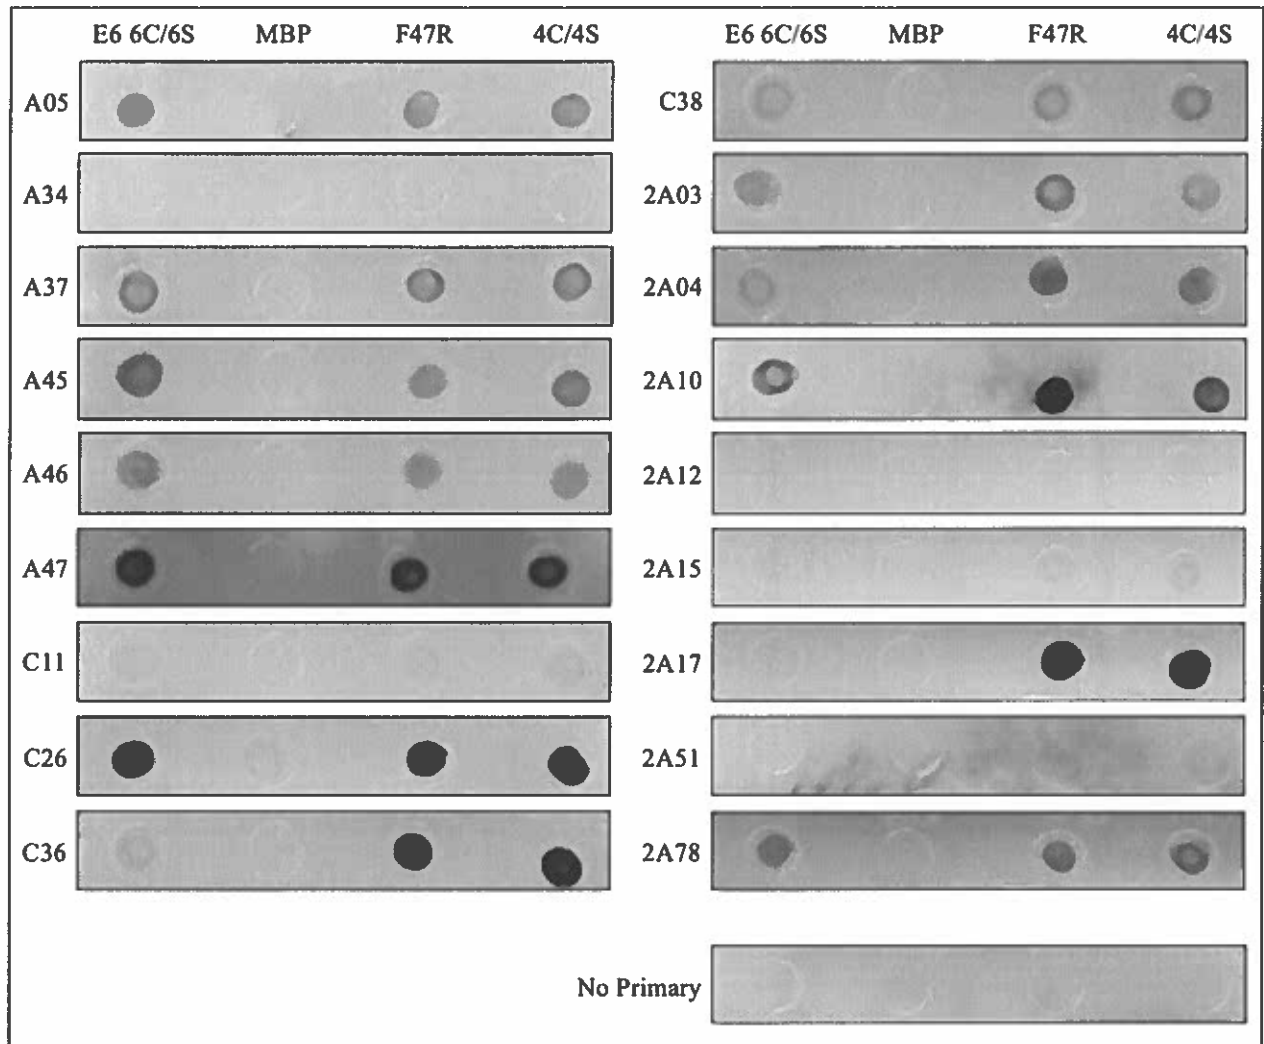 E6 6C/6S MBP F47R 4C/4S
A05
A34
A37
A45
A46
A47
C11
C26
C36
E6 6C/6S MBP F47R 4C/4S
C38
2A03
2A04
2A10
2A12
2A15
2A17
2A51
2A78
No Primary